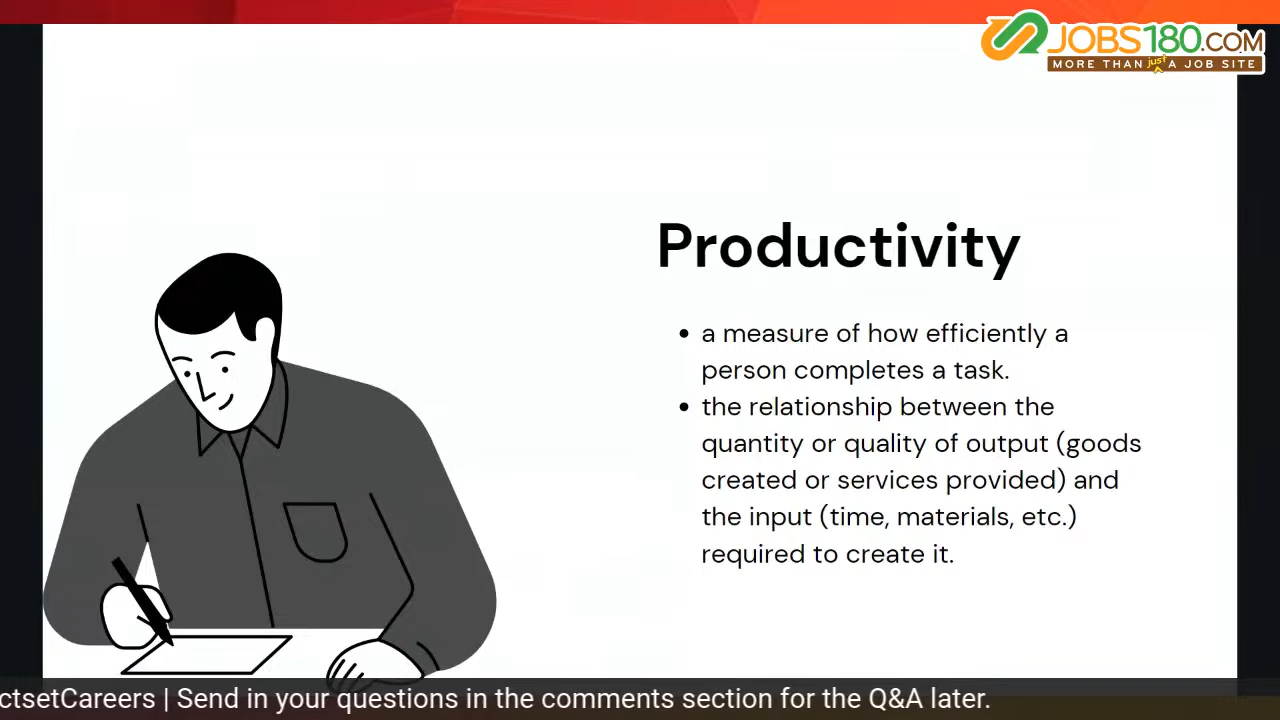 JOBS180.COM
MORE THAN just A JOB SITE
Productivity
• a measure of how efficiently a
person completes a task.
• the relationship between the
quantity or quality of output (goods
created or services provided) and
the input (time, materials, etc.)
required to create it.
ctsetCareers | Send in your questions in the comments section for the Q&A later.